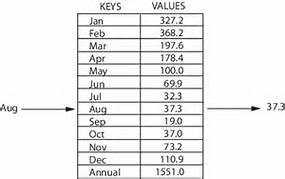 KEYS VALUES
Jan 327.2
Feb 368.2
Mar 197.6
Apr 178.4
May 100.0
Jun 69.9
Jul 32.3
Aug Aug 37.3 37.3
Sep 19.0
Oct 37.0
Nov 73.2
Dec 110.9
Annual 1551.0